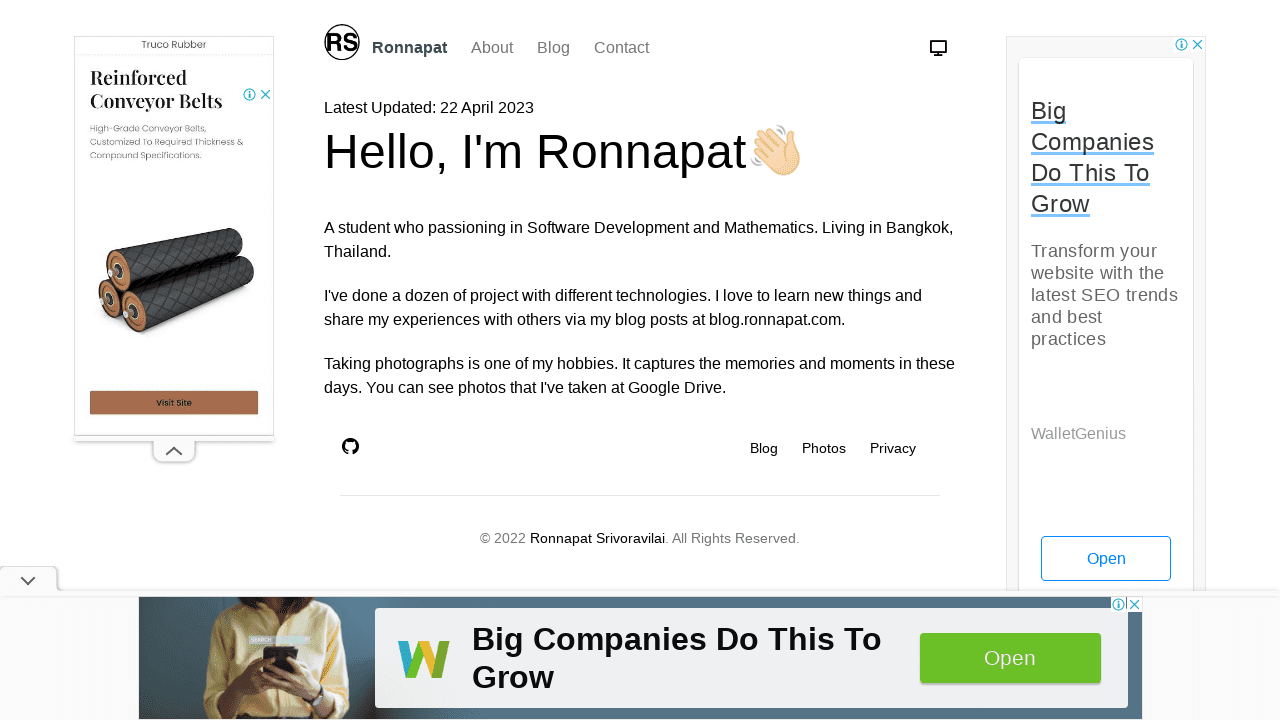 Truco Rubber
Reinforced
Conveyor Belts
High-Grade Conveyor Belts,
Customized To Required Thickness &
Compound Specifications.
Visit Site
RS
Ronnapat
About
Blog
Contact
Latest Updated: 22 April 2023
Hello, I'm Ronnapat👋🏼
A student who passioning in Software Development and Mathematics. Living in Bangkok,
Thailand.
I've done a dozen of project with different technologies. I love to learn new things and
share my experiences with others via my blog posts at blog.ronnapat.com.
Taking photographs is one of my hobbies. It captures the memories and moments in these
days. You can see photos that I've taken at Google Drive.
Blog
Photos
Privacy
© 2022 Ronnapat Srivoravilai. All Rights Reserved.
Big
Companies
Do This To
Grow
Transform your
website with the
latest SEO trends
and best
practices
WalletGenius
Open
SEARCH
Big Companies Do This To
Grow
Open